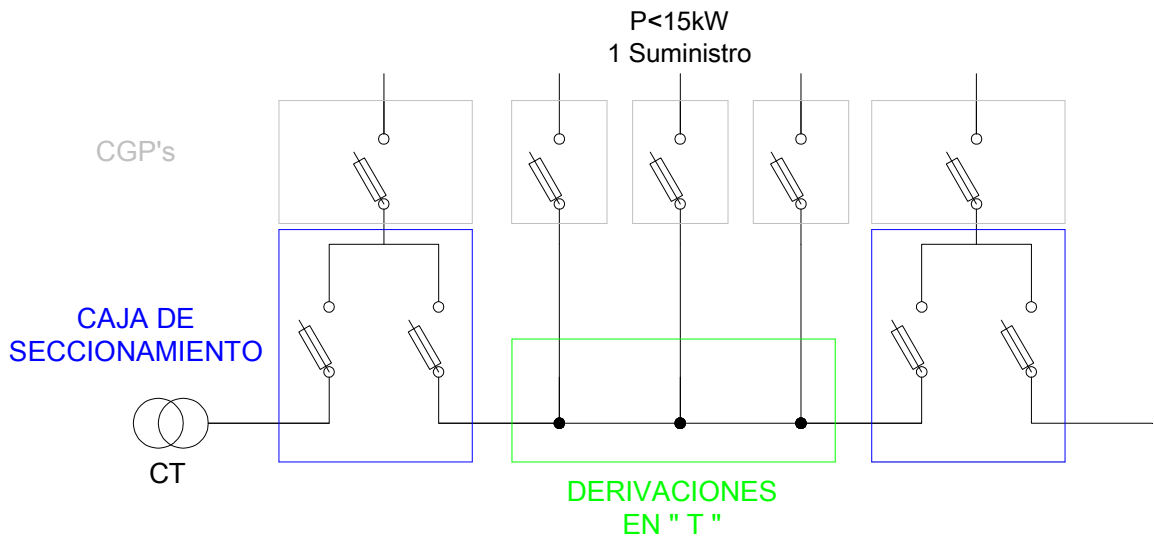 P<15kW
1 Suministro
CGP's
CAJA DE
SECCIONAMIENTO
CT
DERIVACIONES
EN " T "